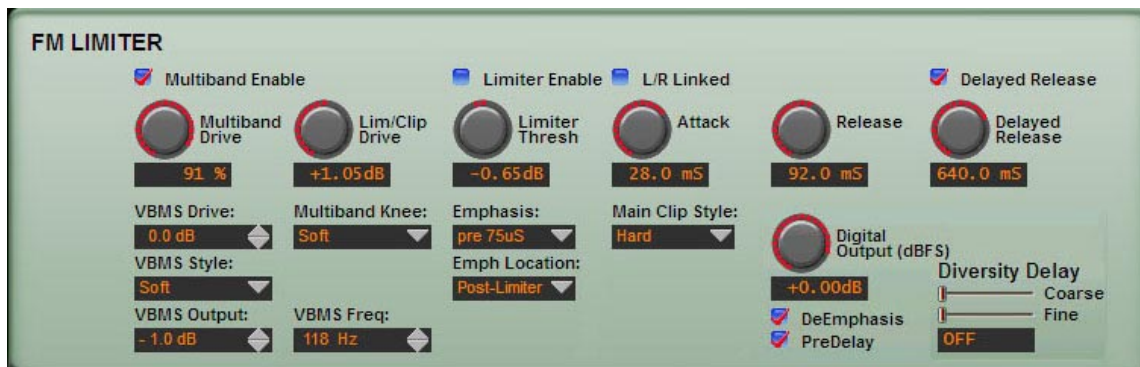 FM LIMITER
Multiband Enable
Limiter Enable
L/R Linked
Delayed Release
Multiband
Drive
Lim/Clip
Drive
Limiter
Thresh
Attack
Release
Delayed
Release
91 %
+1.05dB
-0.65dB
28.0 mS
92.0 mS
640.0 mS
VBMS Drive:
Multiband Knee:
Emphasis:
Main Clip Style:
0.0 dB
Soft
pre 75uS
Hard
Digital
Output (dBFS)
VBMS Style:
Emph Location:
Soft
Post-Limiter
+0.00dB
Diversity Delay
Coarse
Fine
OFF
VBMS Output:
VBMS Freq:
- 1.0 dB
118 Hz
DeEmphasis
PreDelay